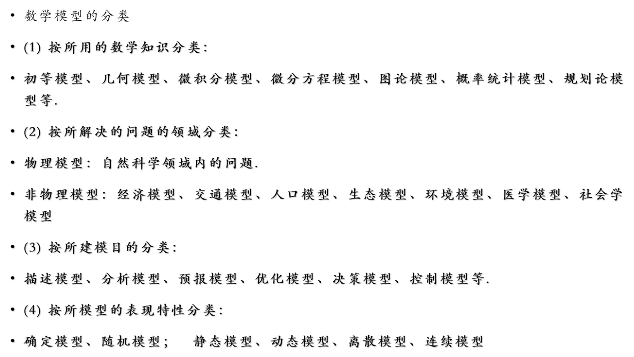 • 数学模型的分类
• (1) 按所用的数学知识分类：
• 初等模型、几何模型、微积分模型、微分方程模型、图论模型、概率统计模型、规划论模
型等.
• (2) 按所解决的问题的领域分类：
• 物理模型：自然科学领域内的问题.
• 非物理模型：经济模型、交通模型、人口模型、生态模型、环境模型、医学模型、社会学
模型
• (3) 按所建模目的分类：
• 描述模型、分析模型、预报模型、优化模型、决策模型、控制模型等.
• (4) 按所模型的表现特性分类：
• 确定模型、随机模型； 静态模型、动态模型、离散模型、连续模型